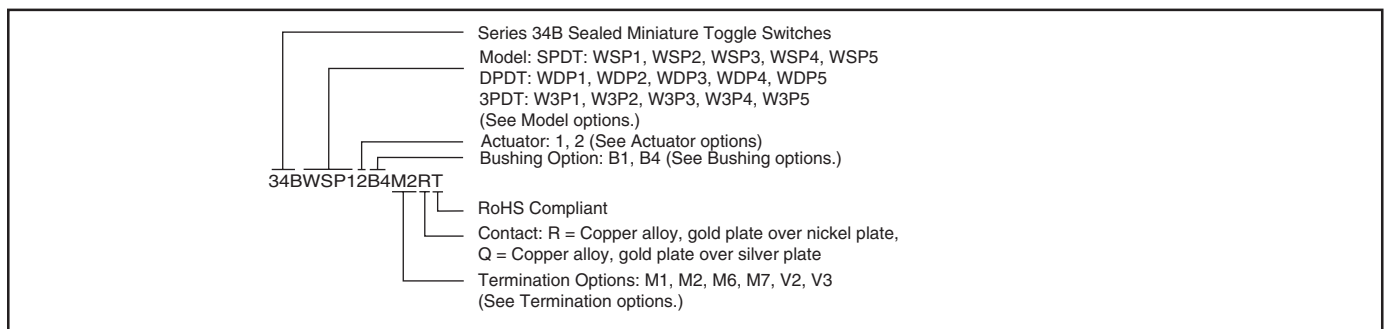 Series 34B Sealed Miniature Toggle Switches
Model: SPDT: WSP1, WSP2, WSP3, WSP4, WSP5
DPDT: WDP1, WDP2, WDP3, WDP4, WDP5
3PDT: W3P1, W3P2, W3P3, W3P4, W3P5
(See Model options.)
Actuator: 1, 2 (See Actuator options)
Bushing Option: B1, B4 (See Bushing options.)
34BWSP12B4M2RT
RoHS Compliant
Contact: R = Copper alloy, gold plate over nickel plate,
Q = Copper alloy, gold plate over silver plate
Termination Options: M1, M2, M6, M7, V2, V3
(See Termination options.)